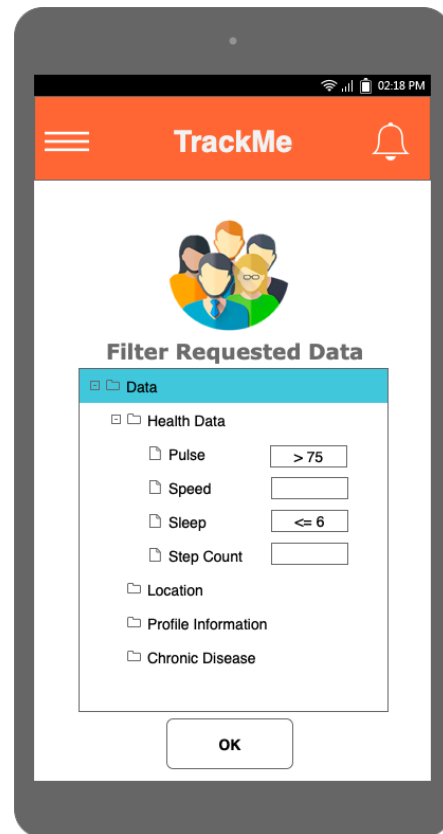 02:18 PM
TrackMe
Filter Requested Data
Data
Health Data
Pulse > 75
Speed
Sleep <= 6
Step Count
Location
Profile Information
Chronic Disease
OK